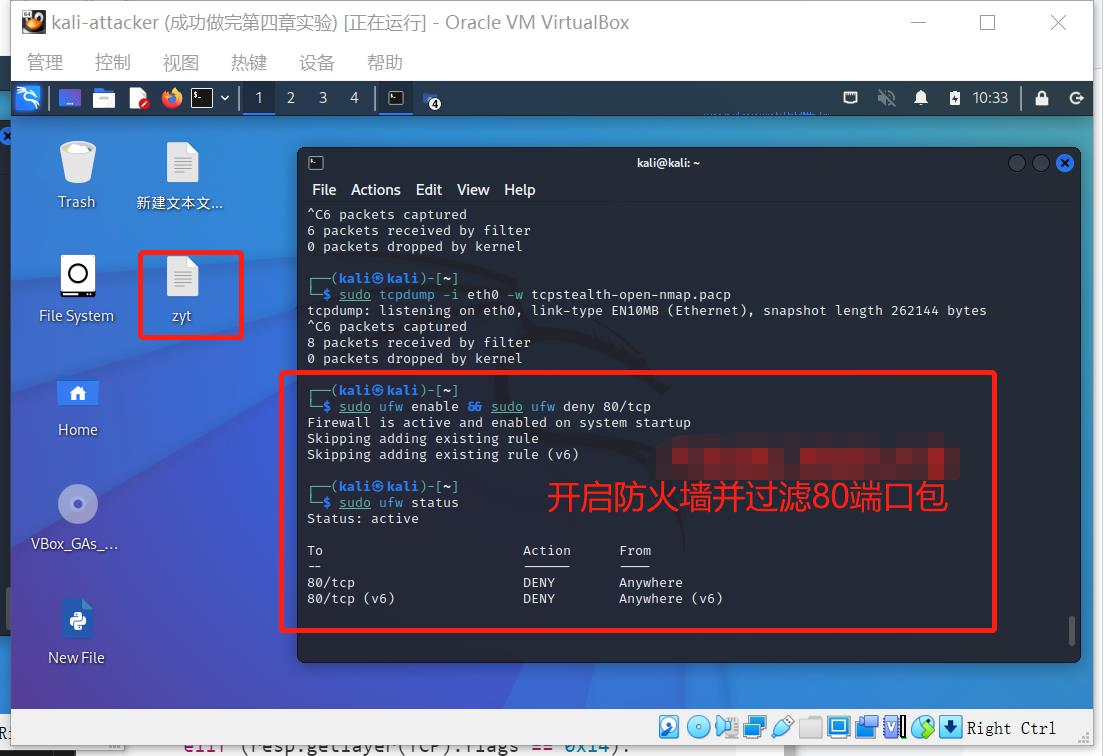 kali-attacker (成功做完第四章实验) [正在运行] - Oracle VM VirtualBox
管理 控制 视图 热键 设备 帮助
1 2 3 4 4 10:33
Trash
新建文本文...
File System
zyt
Home
VBox_GAs_...
New File
kali@kali: ~
File Actions Edit View Help
^C6 packets captured
6 packets received by filter
0 packets dropped by kernel
┌──(kali㉿kali)-[~]
└─$ sudo tcpdump -i eth0 -w tcpstealth-open-nmap.pacp
tcpdump: listening on eth0, link-type EN10MB (Ethernet), snapshot length 262144 bytes
^C6 packets captured
8 packets received by filter
0 packets dropped by kernel
┌──(kali㉿kali)-[~]
└─$ sudo ufw enable && sudo ufw deny 80/tcp
Firewall is active and enabled on system startup
Skipping adding existing rule
Skipping adding existing rule (v6)
┌──(kali㉿kali)-[~]
└─$ sudo ufw status
开启防火墙并过滤80端口包
Status: active
To Action From
-- ------ ----
80/tcp DENY Anywhere
80/tcp (v6) DENY Anywhere (v6)
Right Ctrl
elif (resp.getlayer(TCP).flags == 0x14):